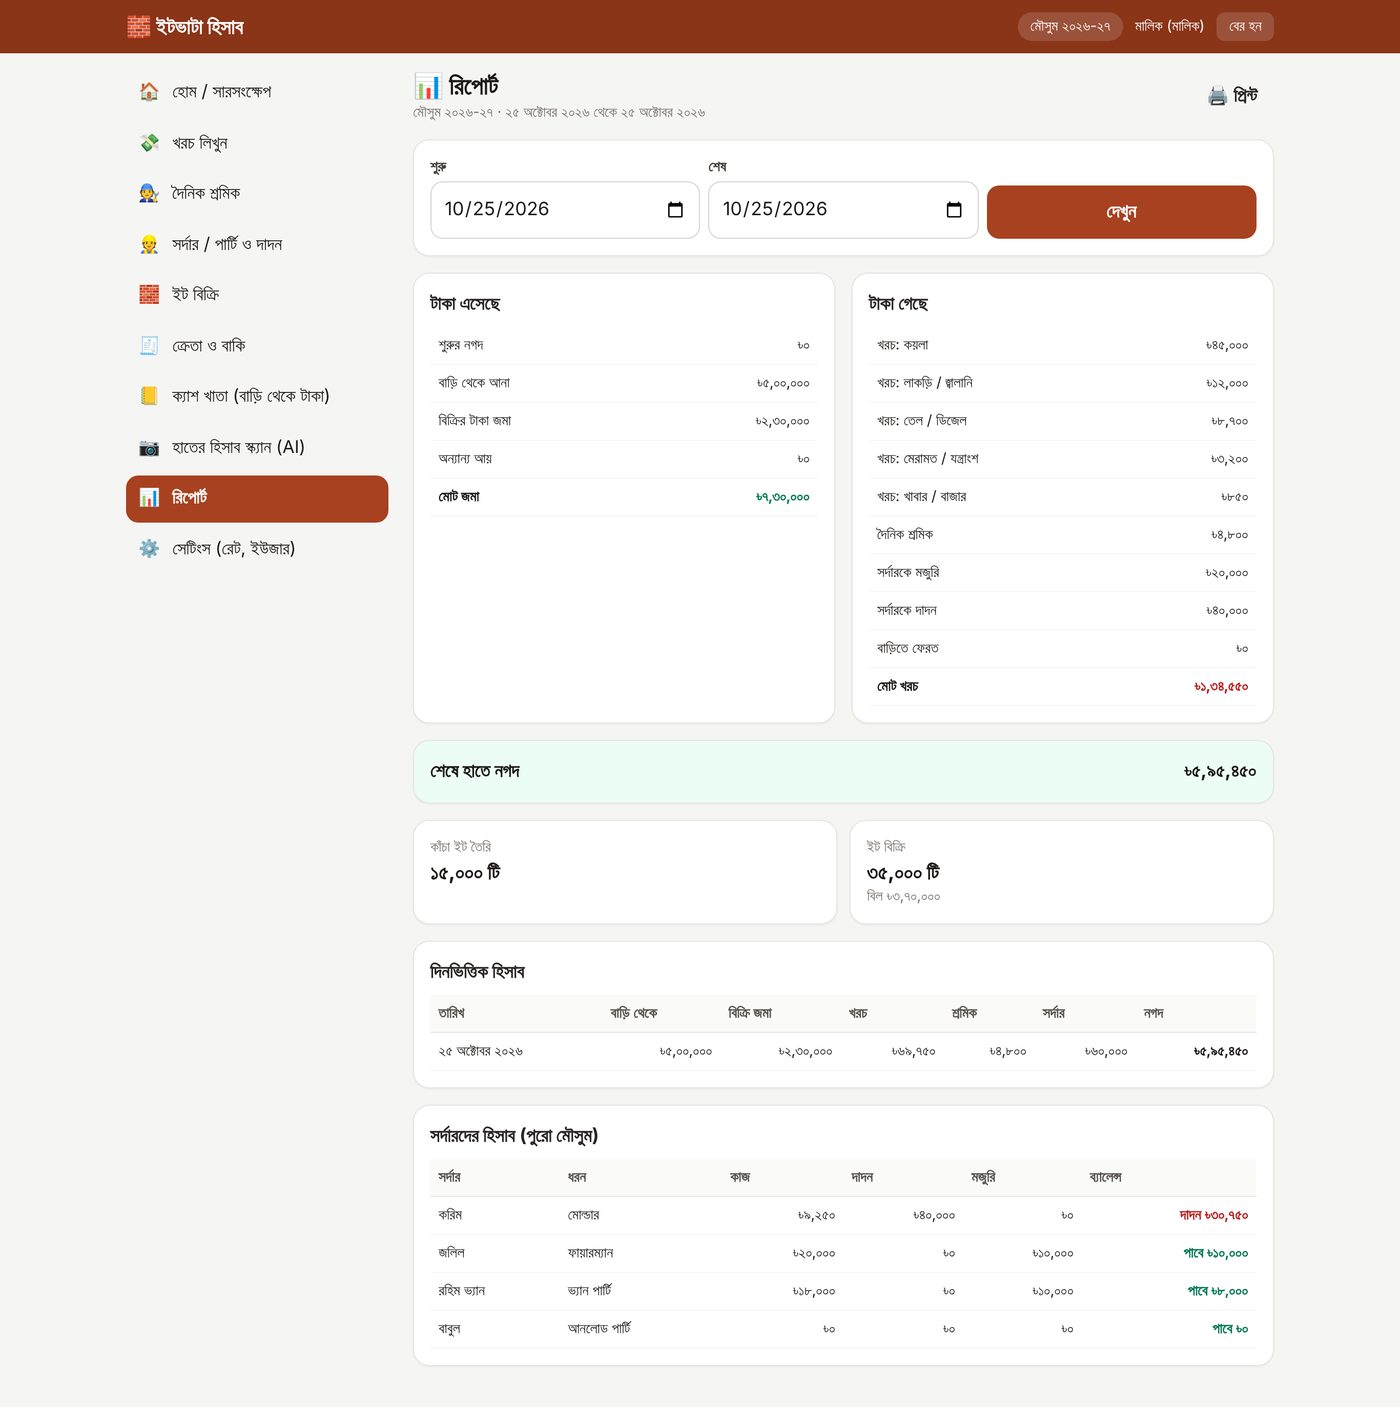 ইটভাটা হিসাব
মৌসুম ২০২৬-২৭
মালিক (মালিক)
বের হন
হোম / সারসংক্ষেপ
খরচ লিখুন
দৈনিক শ্রমিক
সর্দার / পার্টি ও দাদন
ইট বিক্রি
ক্রেতা ও বাকি
ক্যাশ খাতা (বাড়ি থেকে টাকা)
হাতের হিসাব স্ক্যান (AI)
রিপোর্ট
সেটিংস (রেট, ইউজার)
রিপোর্ট
মৌসুম ২০২৬-২৭ · ২৫ অক্টোবর ২০২৬ থেকে ২৫ অক্টোবর ২০২৬
প্রিন্ট
শুরু
10/25/2026
শেষ
10/25/2026
দেখুন
টাকা এসেছে
শুরুর নগদ ৳০
বাড়ি থেকে আনা ৳৫,০০,০০০
বিক্রির টাকা জমা ৳২,৩০,০০০
অন্যান্য আয় ৳০
মোট জমা ৳৭,৩০,০০০
টাকা গেছে
খরচ: কয়লা ৳৪৫,০০০
খরচ: লাকড়ি / জ্বালানি ৳১২,০০০
খরচ: তেল / ডিজেল ৳৮,৭০০
খরচ: মেরামত / যন্ত্রাংশ ৳৩,২০০
খরচ: খাবার / বাজার ৳৮৫০
দৈনিক শ্রমিক ৳৪,৮০০
সর্দারকে মজুরি ৳২০,০০০
সর্দারকে দাদন ৳৪০,০০০
বাড়িতে ফেরত ৳০
মোট খরচ ৳১,৩৪,৫৫০
শেষে হাতে নগদ ৳৫,৯৫,৪৫০
কাঁচা ইট তৈরি
১৫,০০০ টি
ইট বিক্রি
৩৫,০০০ টি
বিল ৳৩,৭০,০০০
দিনভিত্তিক হিসাব
তারিখ বাড়ি থেকে বিক্রি জমা খরচ শ্রমিক সর্দার নগদ
২৫ অক্টোবর ২০২৬ ৳৫,০০,০০০ ৳২,৩০,০০০ ৳৬৯,৭৫০ ৳৪,৮০০ ৳৬০,০০০ ৳৫,৯৫,৪৫০
সর্দারদের হিসাব (পুরো মৌসুম)
সর্দার ধরন কাজ দাদন মজুরি ব্যালেন্স
করিম মোল্ডার ৳৯,২৫০ ৳৪০,০০০ ৳০ দাদন ৳৩০,৭৫০
জলিল ফায়ারম্যান ৳২০,০০০ ৳০ ৳১০,০০০ পাবে ৳১০,০০০
রহিম ভ্যান ভ্যান পার্টি ৳১৮,০০০ ৳০ ৳১০,০০০ পাবে ৳৮,০০০
বাবুল আনলোড পার্টি ৳০ ৳০ ৳০ পাবে ৳০